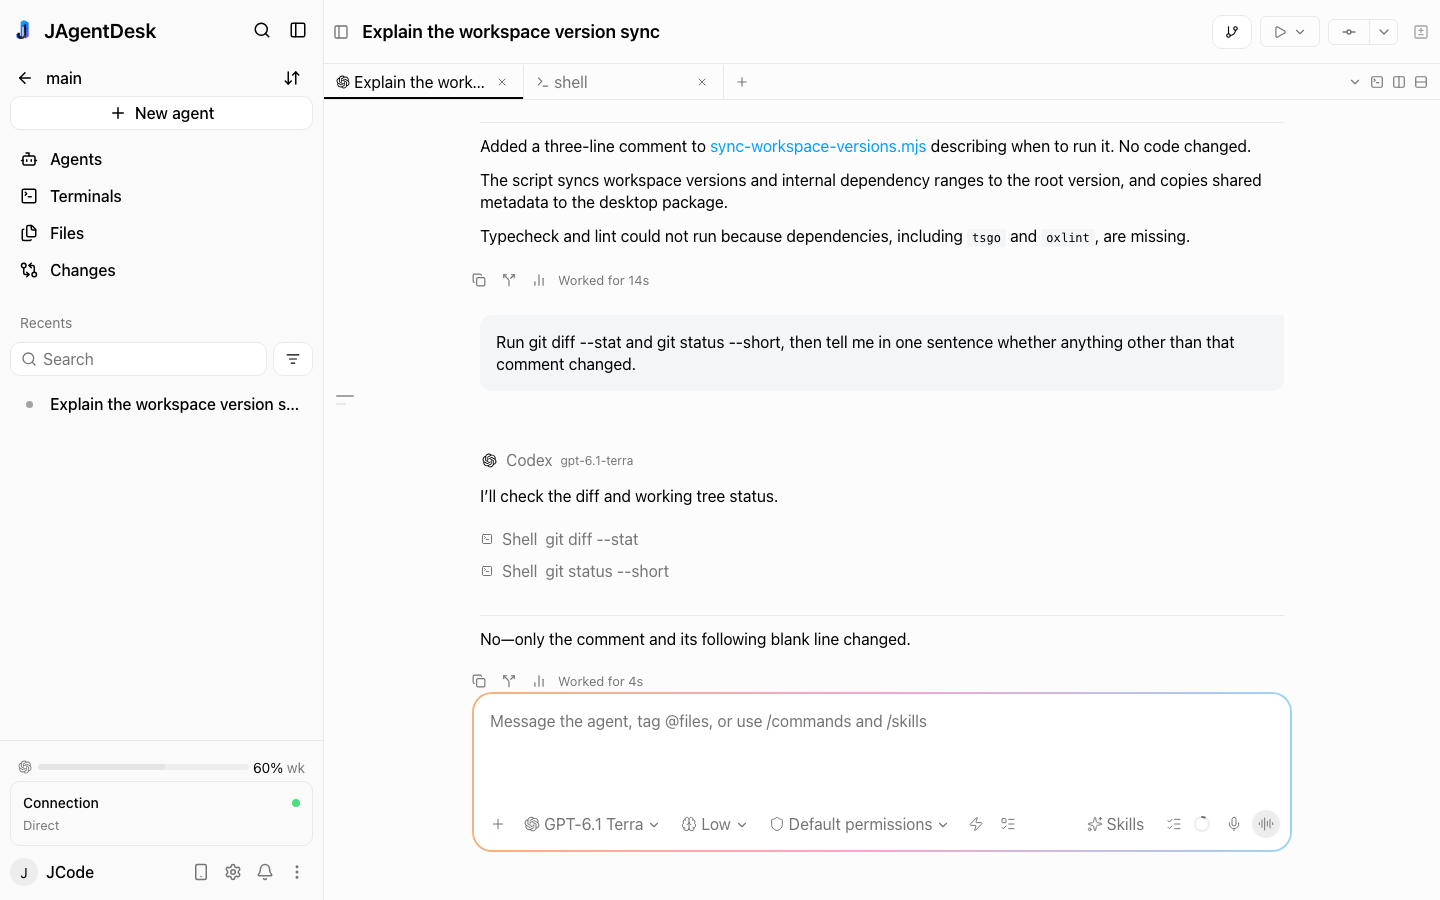 JAgentDesk
main
New agent
Agents
Terminals
Files
Changes
Recents
Search
Explain the workspace version s...
60% wk
Connection
Direct
J
JCode
Explain the workspace version sync
Explain the work...
shell
Added a three-line comment to sync-workspace-versions.mjs describing when to run it. No code changed.
The script syncs workspace versions and internal dependency ranges to the root version, and copies shared
metadata to the desktop package.
Typecheck and lint could not run because dependencies, including tsgo and oxlint, are missing.
Worked for 14s
Run git diff --stat and git status --short, then tell me in one sentence whether anything other than that
comment changed.
Codex gpt-6.1-terra
I’ll check the diff and working tree status.
Shell git diff --stat
Shell git status --short
No—only the comment and its following blank line changed.
Worked for 4s
Message the agent, tag @files, or use /commands and /skills
GPT-6.1 Terra Low Default permissions Skills